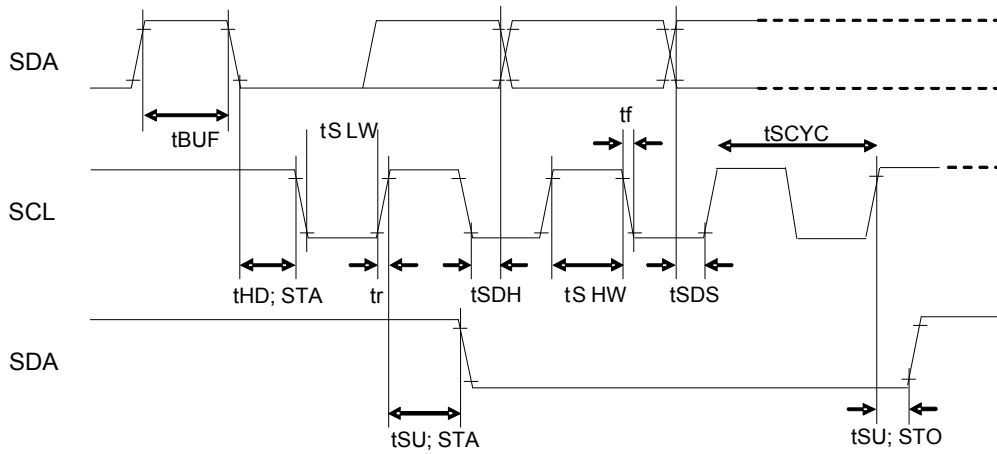 SDA
tBUF
tS LW
tf
tSCYC
SCL
tHD; STA
tr
tSDH
tS HW
tSDS
SDA
tSU; STA
tSU; STO